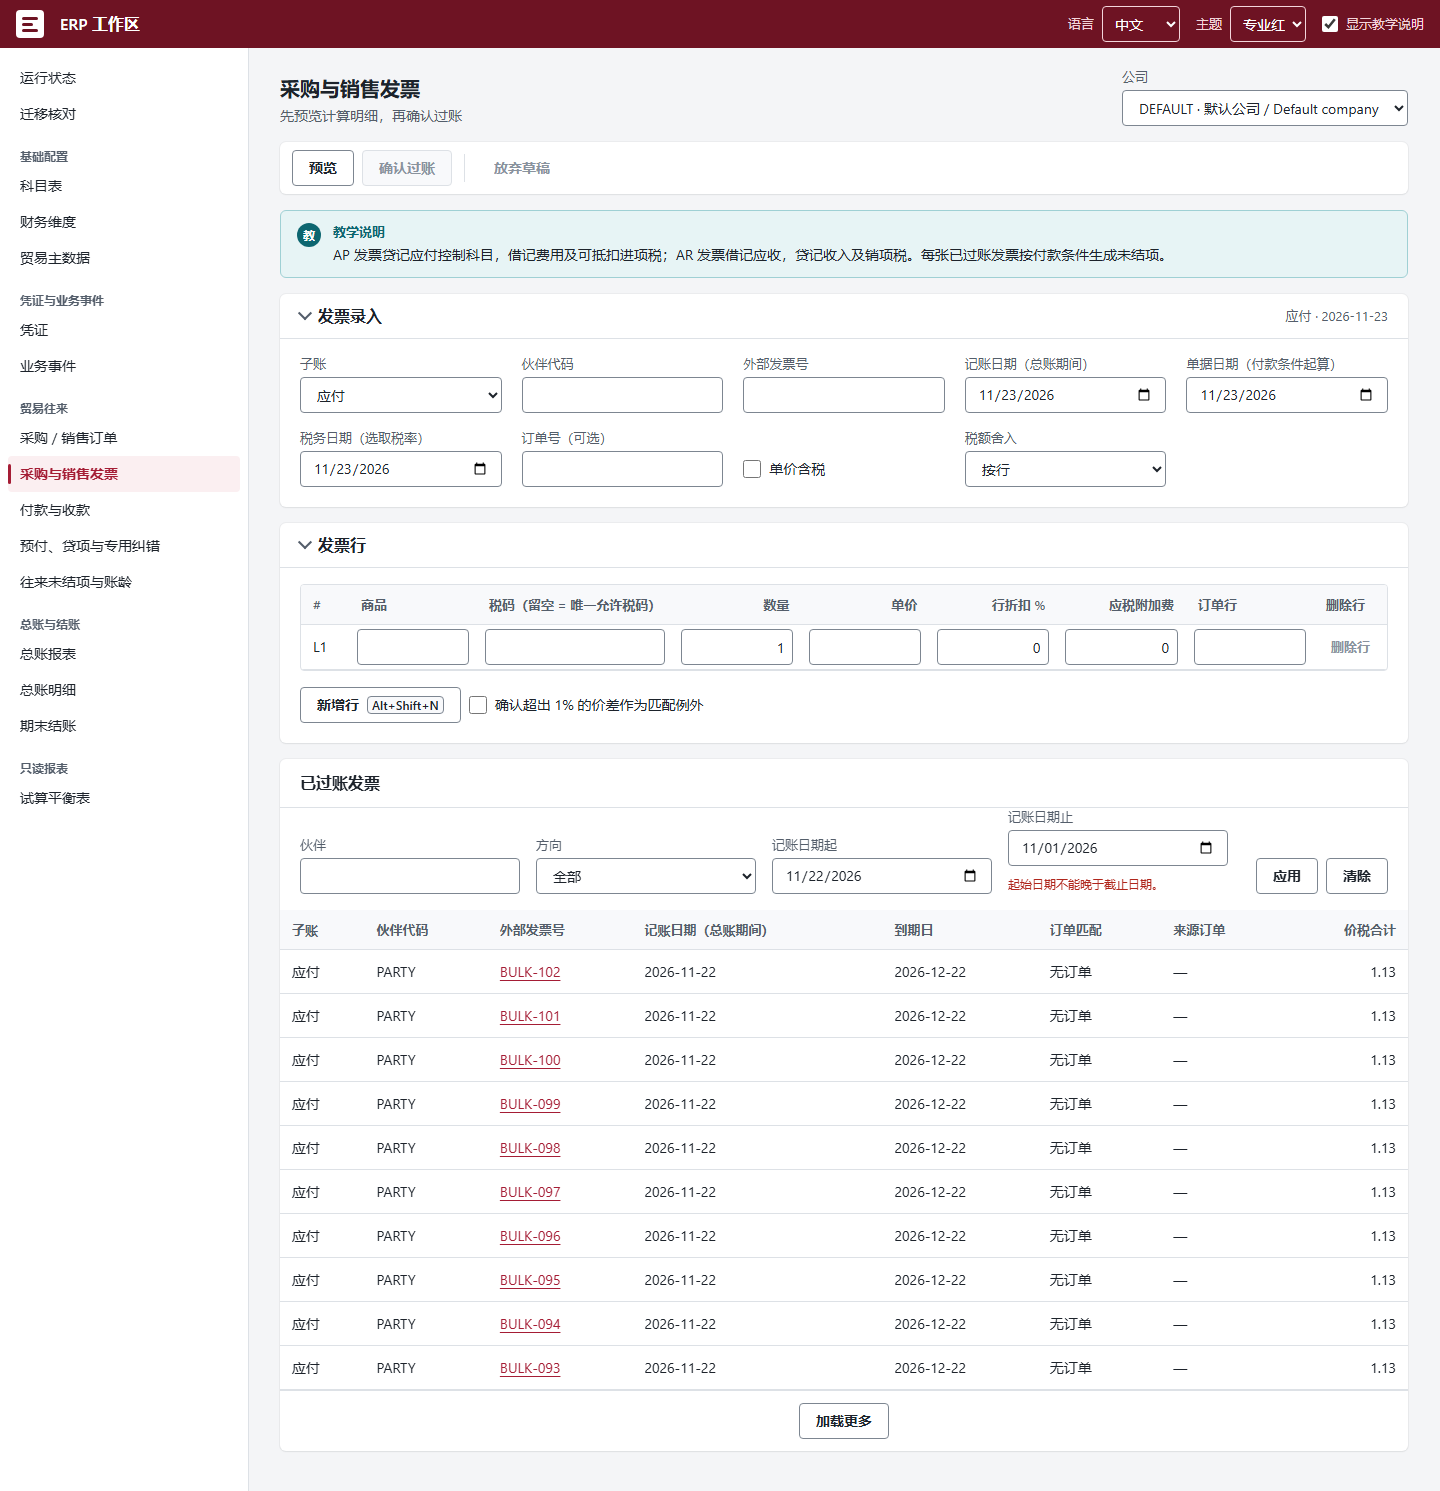 ERP 工作区
语言 中文 主题 专业红 显示教学说明
运行状态
迁移核对
基础配置
科目表
财务维度
贸易主数据
凭证与业务事件
凭证
业务事件
贸易往来
采购 / 销售订单
采购与销售发票
付款与收款
预付、贷项与专用纠错
往来未结项与账龄
总账与结账
总账报表
总账明细
期末结账
只读报表
试算平衡表
采购与销售发票
先预览计算明细，再确认过账
公司
DEFAULT · 默认公司 / Default company
预览 确认过账 放弃草稿
教 教学说明
AP 发票贷记应付控制科目，借记费用及可抵扣进项税；AR 发票借记应收，贷记收入及销项税。每张已过账发票按付款条件生成未结项。
发票录入 应付 · 2026-11-23
子账 伙伴代码 外部发票号 记账日期（总账期间） 单据日期（付款条件起算）
应付 11/23/2026 11/23/2026
税务日期（选取税率） 订单号（可选） 税额舍入
11/23/2026 单价含税 按行
发票行
# 商品 税码（留空 = 唯一允许税码） 数量 单价 行折扣 % 应税附加费 订单行 删除行
L1 1 0 0 删除行
新增行 Alt+Shift+N 确认超出 1% 的价差作为匹配例外
已过账发票
伙伴 方向 记账日期起 记账日期止
全部 11/22/2026 11/01/2026 应用 清除
起始日期不能晚于截止日期。
子账 伙伴代码 外部发票号 记账日期（总账期间） 到期日 订单匹配 来源订单 价税合计
应付 PARTY BULK-102 2026-11-22 2026-12-22 无订单 — 1.13
应付 PARTY BULK-101 2026-11-22 2026-12-22 无订单 — 1.13
应付 PARTY BULK-100 2026-11-22 2026-12-22 无订单 — 1.13
应付 PARTY BULK-099 2026-11-22 2026-12-22 无订单 — 1.13
应付 PARTY BULK-098 2026-11-22 2026-12-22 无订单 — 1.13
应付 PARTY BULK-097 2026-11-22 2026-12-22 无订单 — 1.13
应付 PARTY BULK-096 2026-11-22 2026-12-22 无订单 — 1.13
应付 PARTY BULK-095 2026-11-22 2026-12-22 无订单 — 1.13
应付 PARTY BULK-094 2026-11-22 2026-12-22 无订单 — 1.13
应付 PARTY BULK-093 2026-11-22 2026-12-22 无订单 — 1.13
加载更多